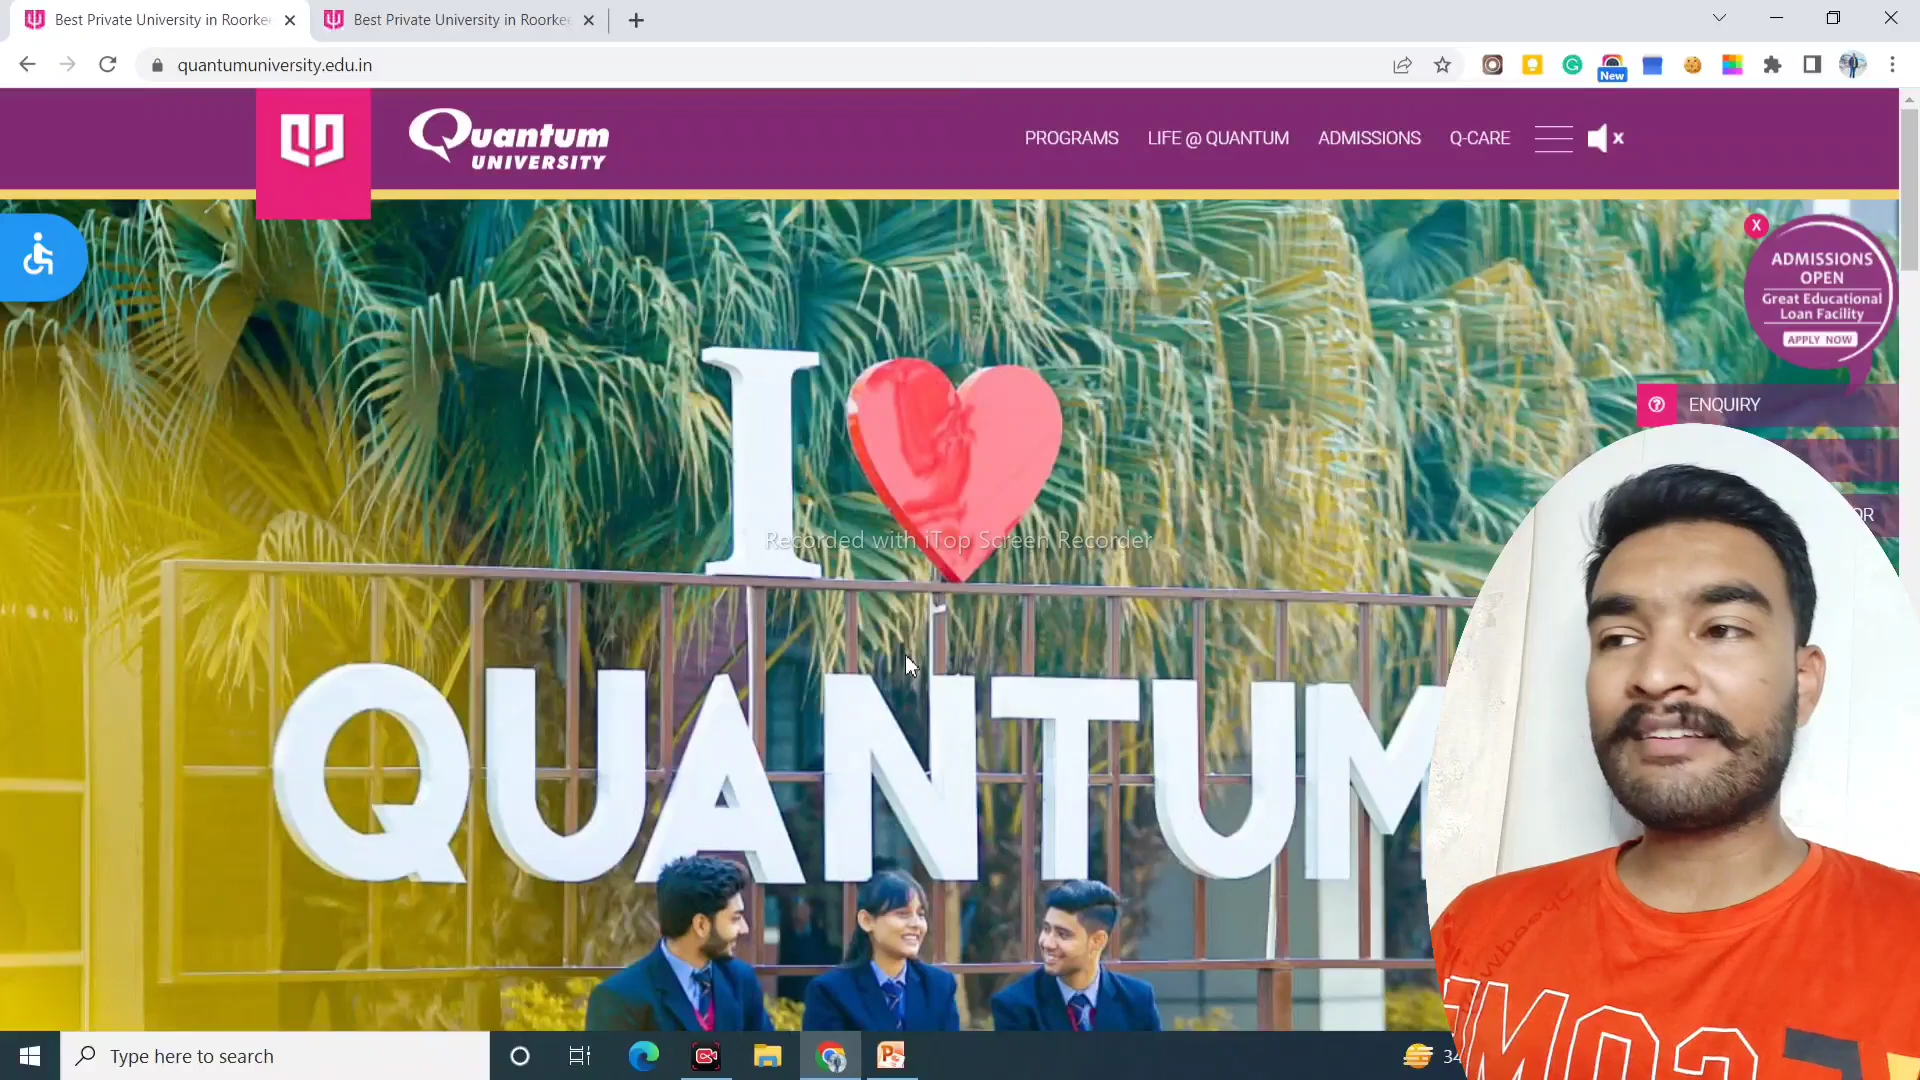 Best Private University in Roorke
Best Private University in Roorke
quantumuniversity.edu.in
New
Quantum
UNIVERSITY
PROGRAMS
LIFE @ QUANTUM
ADMISSIONS
Q-CARE
X
ADMISSIONS
OPEN
Great Educational
Loan Facility
APPLY NOW
ENQUIRY
OR
I
Recorded with iTop Screen Recorder
QUANTUM
Type here to search
34